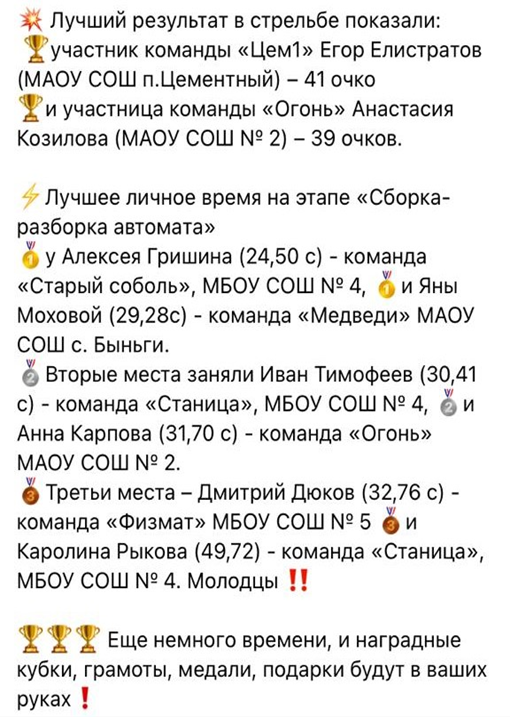 💥 Лучший результат в стрельбе показали:
🏆участник команды «Цем1» Егор Елистратов
(МАОУ СОШ п.Цементный) – 41 очко
🏆и участница команды «Огонь» Анастасия
Козилова (МАОУ СОШ № 2) – 39 очков.

⚡Лучшее личное время на этапе «Сборка-
разборка автомата»
🥇 у Алексея Гришина (24,50 с) - команда
«Старый соболь», МБОУ СОШ № 4, 🥇и Яны
Моховой (29,28с) - команда «Медведи» МАОУ
СОШ с. Быньги.
🥈 Вторые места заняли Иван Тимофеев (30,41
с) - команда «Станица», МБОУ СОШ № 4, 🥈и
Анна Карпова (31,70 с) - команда «Огонь»
МАОУ СОШ № 2.
🥉 Третьи места – Дмитрий Дюков (32,76 с) -
команда «Физмат» МБОУ СОШ № 5 🥉и
Каролина Рыкова (49,72) - команда «Станица»,
МБОУ СОШ № 4. Молодцы ‼️

🏆🏆🏆 Еще немного времени, и наградные
кубки, грамоты, медали, подарки будут в ваших
руках❗